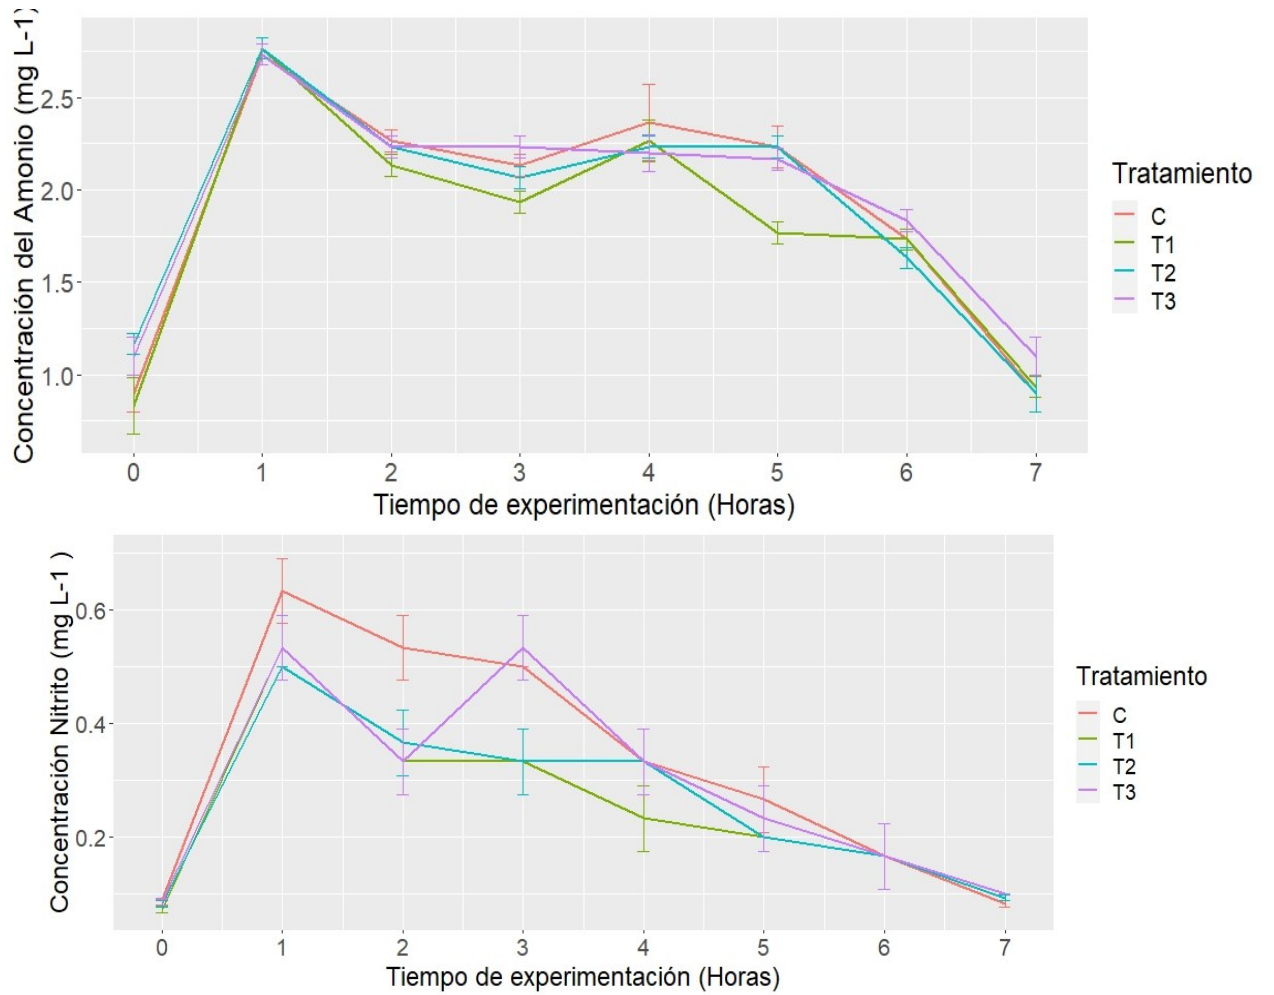 Concentración del Amonio (mg L-1)
2.5
2.0
1.5
1.0
0 1 2 3 4 5 6 7
Tiempo de experimentación (Horas)
Tratamiento
C
T1
T2
T3
Concentración Nitrito (mg L-1 )
0.6
0.4
0.2
0 1 2 3 4 5 6 7
Tiempo de experimentación (Horas)
Tratamiento
C
T1
T2
T3